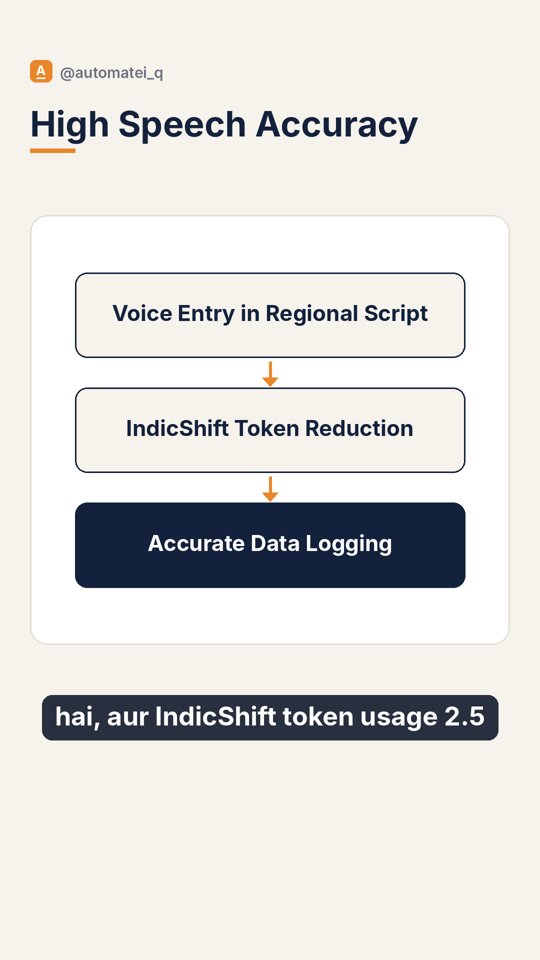 A
@automatei_q
High Speech Accuracy
Voice Entry in Regional Script
IndicShift Token Reduction
Accurate Data Logging
hai, aur IndicShift token usage 2.5